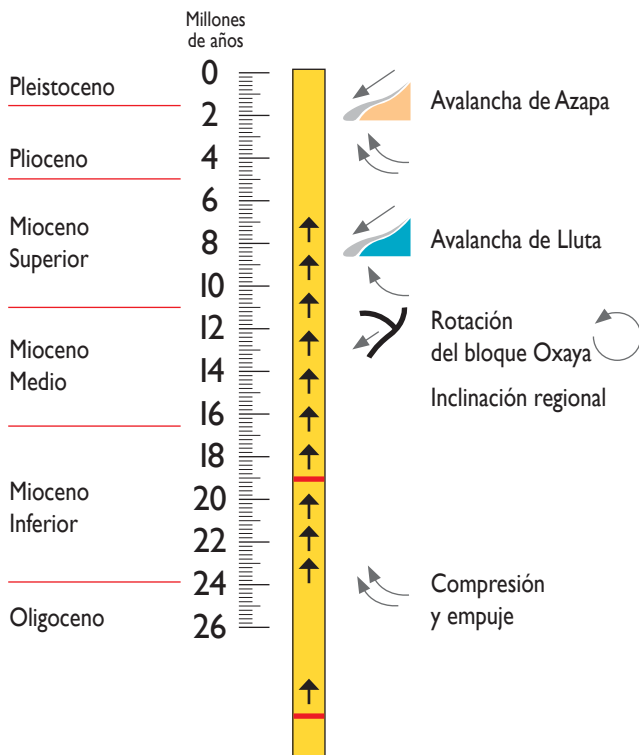 Millones
de años
Pleistoceno
Plioceno
Mioceno
Superior
Mioceno
Medio
Mioceno
Inferior
Oligoceno
0
2
4
6
8
10
12
14
16
18
20
22
24
26
Avalancha de Azapa
Avalancha de Lluta
Rotación
del bloque Oxaya
Inclinación regional
Compresión
y empuje